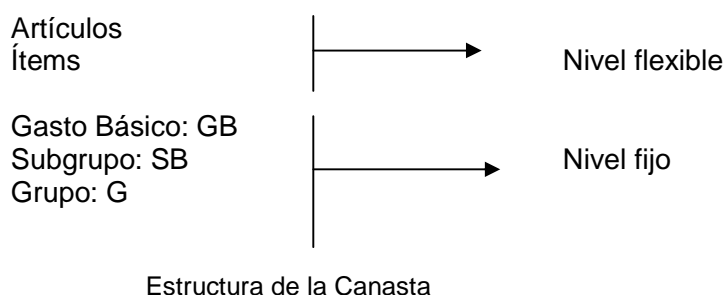 Artículos
Ítems
Nivel flexible
Gasto Básico: GB
Subgrupo: SB
Nivel fijo
Grupo: G
Estructura de la Canasta